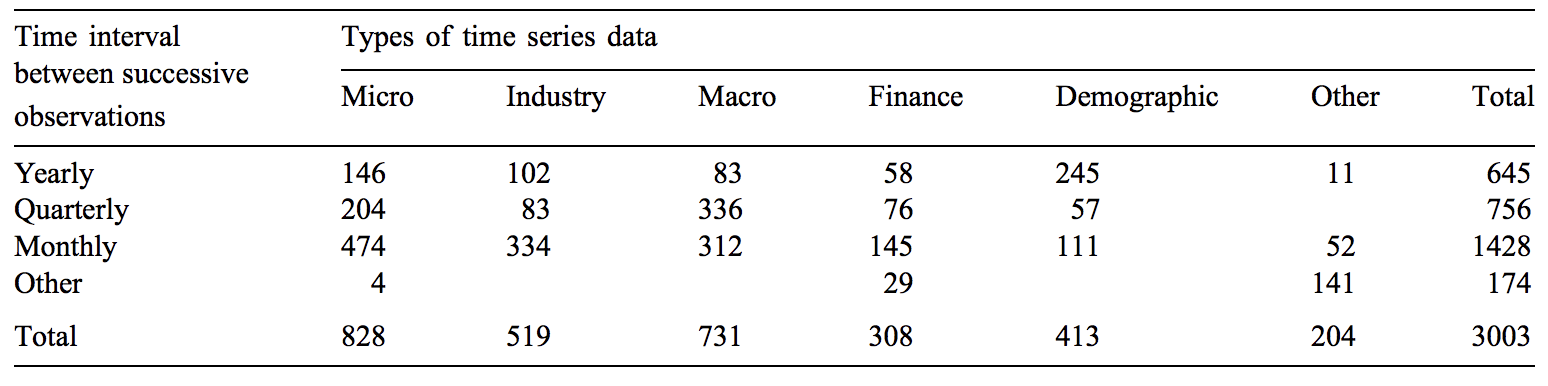 Time interval Types of time series data
between successive
observations Micro Industry Macro Finance Demographic Other Total
Yearly 146 102 83 58 245 11 645
Quarterly 204 83 336 76 57 756
Monthly 474 334 312 145 111 52 1428
Other 4 29 141 174
Total 828 519 731 308 413 204 3003